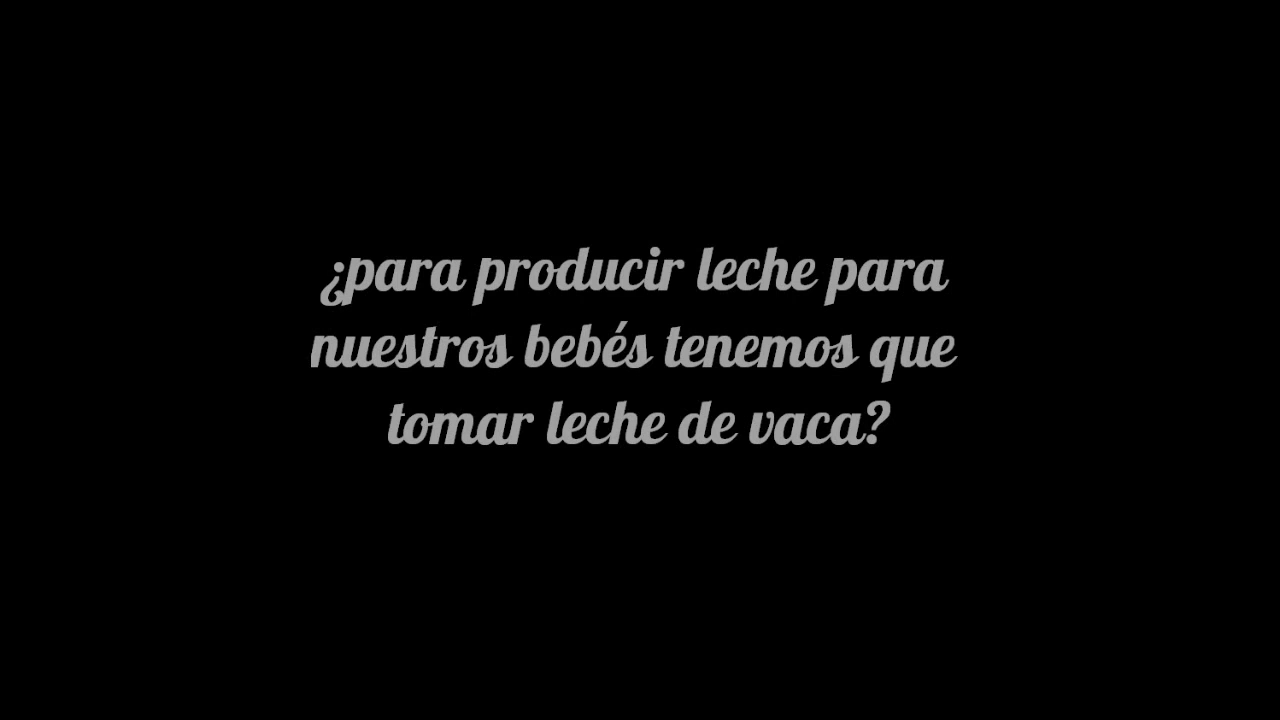 ¿para producir leche para
nuestros bebés tenemos que
tomar leche de vaca?